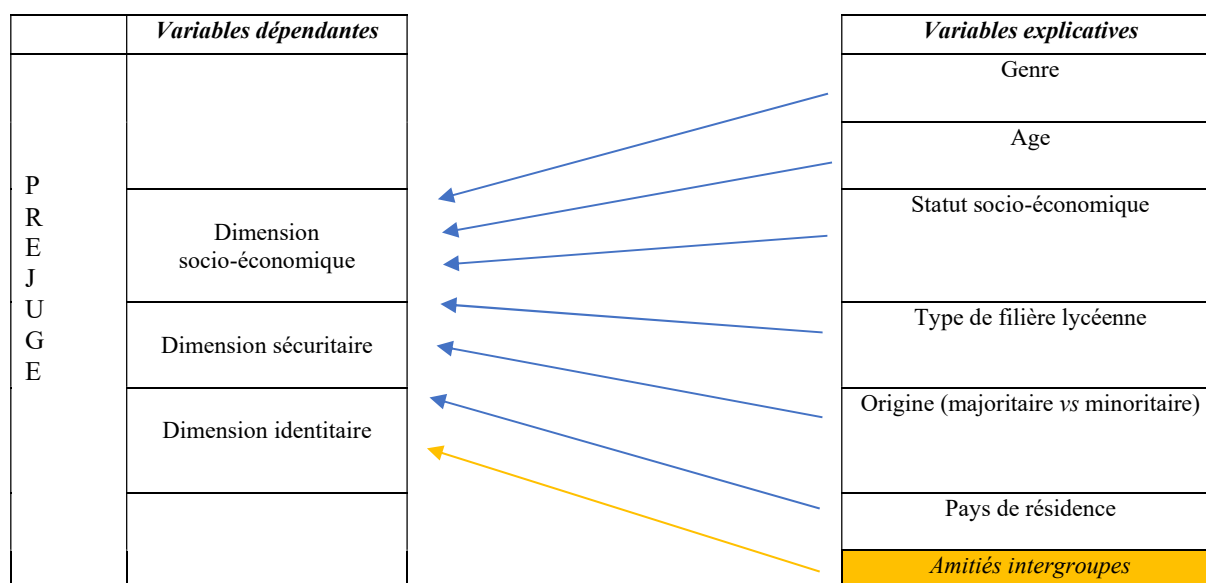 Variables dépendantes
P
R
E
J
U
G
E
Dimension
socio-économique
Dimension sécuritaire
Dimension identitaire
Variables explicatives
Genre
Age
Statut socio-économique
Type de filière lycéenne
Origine (majoritaire vs minoritaire)
Pays de résidence
Amitiés intergroupes